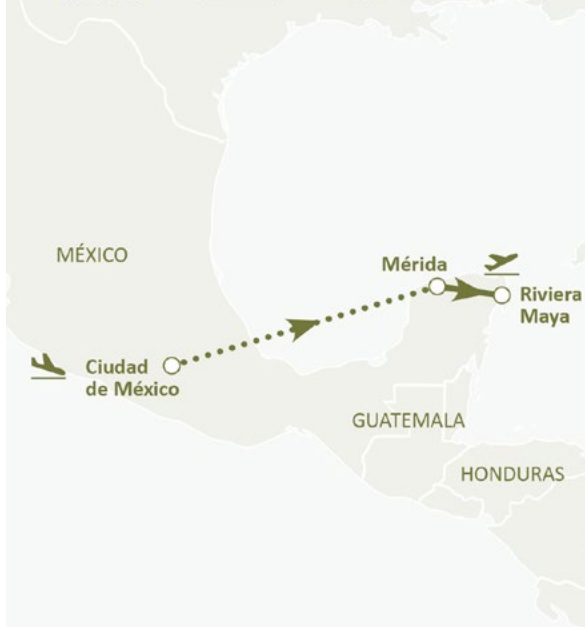 MÉXICO
Mérida
Riviera
Maya
Ciudad
de México
GUATEMALA
HONDURAS